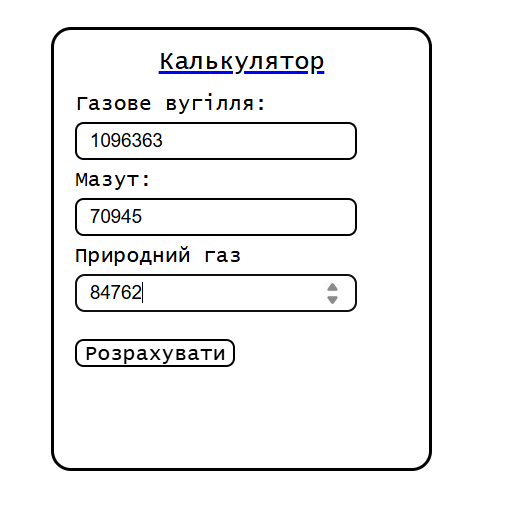 Калькулятор
Газове вугілля:
1096363
Мазут:
70945
Природний газ
84762
Розрахувати